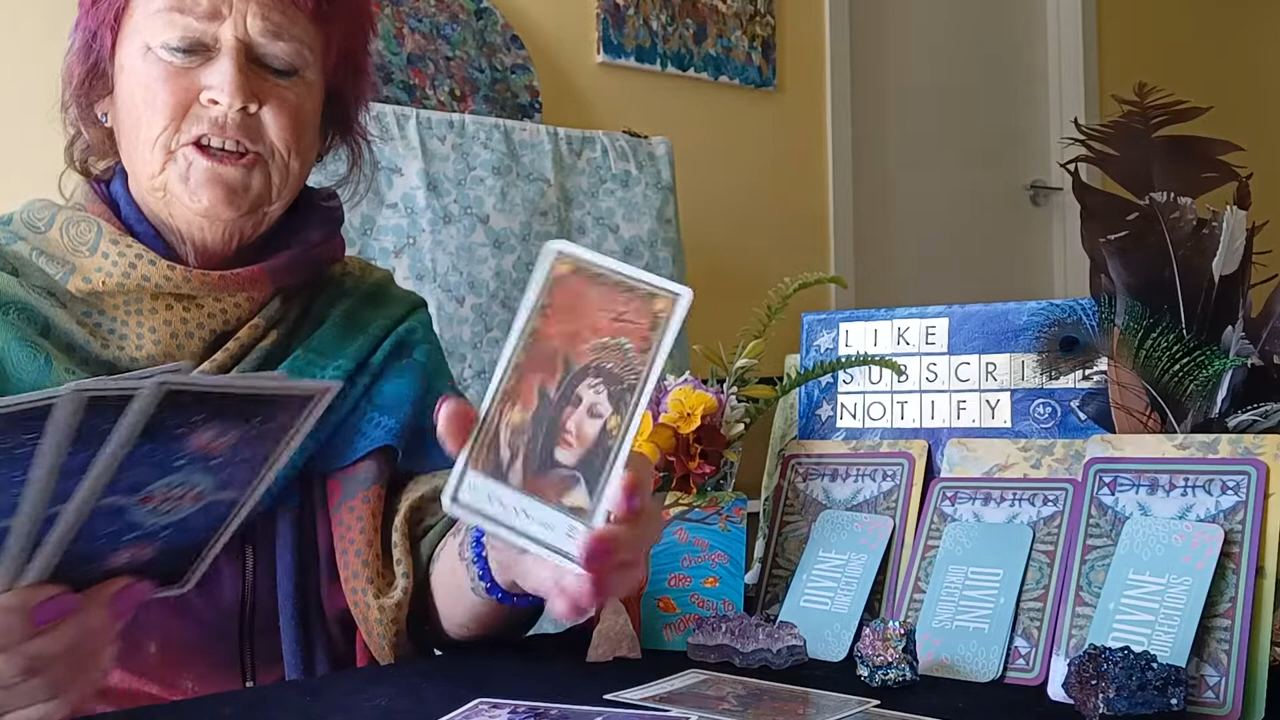 LIKE
SUBSCRIBE
NOTIFY
All my
changes
are
easy to
make
DIVINE
DIRECTIONS
DIVINE
DIRECTIONS
DIVINE
DIRECTIONS